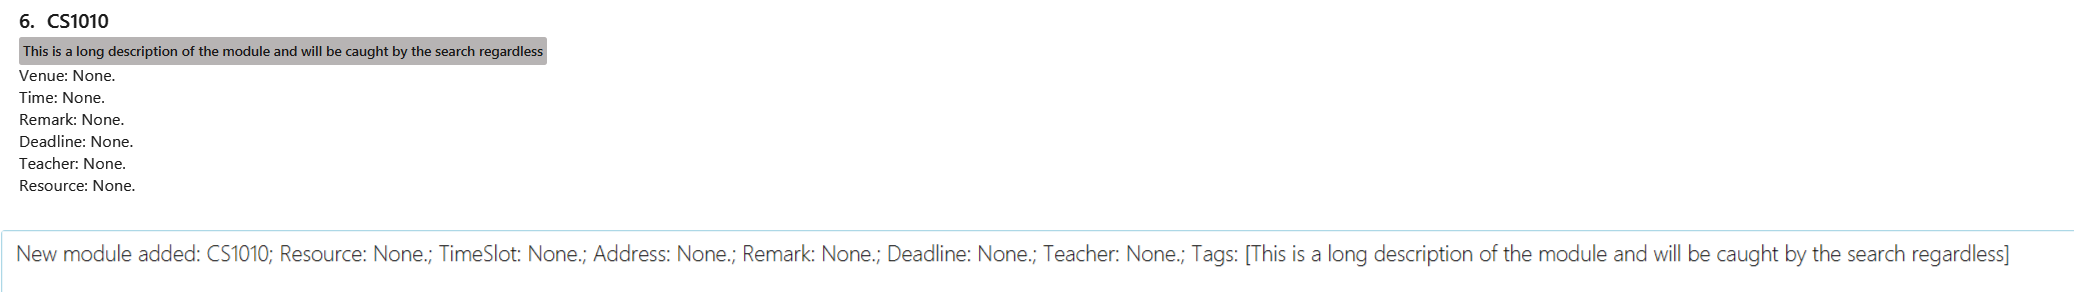 6. CS1010
This is a long description of the module and will be caught by the search regardless
Venue: None.
Time: None.
Remark: None.
Deadline: None.
Teacher: None.
Resource: None.
New module added: CS1010; Resource: None.; TimeSlot: None.; Address: None.; Remark: None.; Deadline: None.; Teacher: None.; Tags: [This is a long description of the module and will be caught by the search regardless]